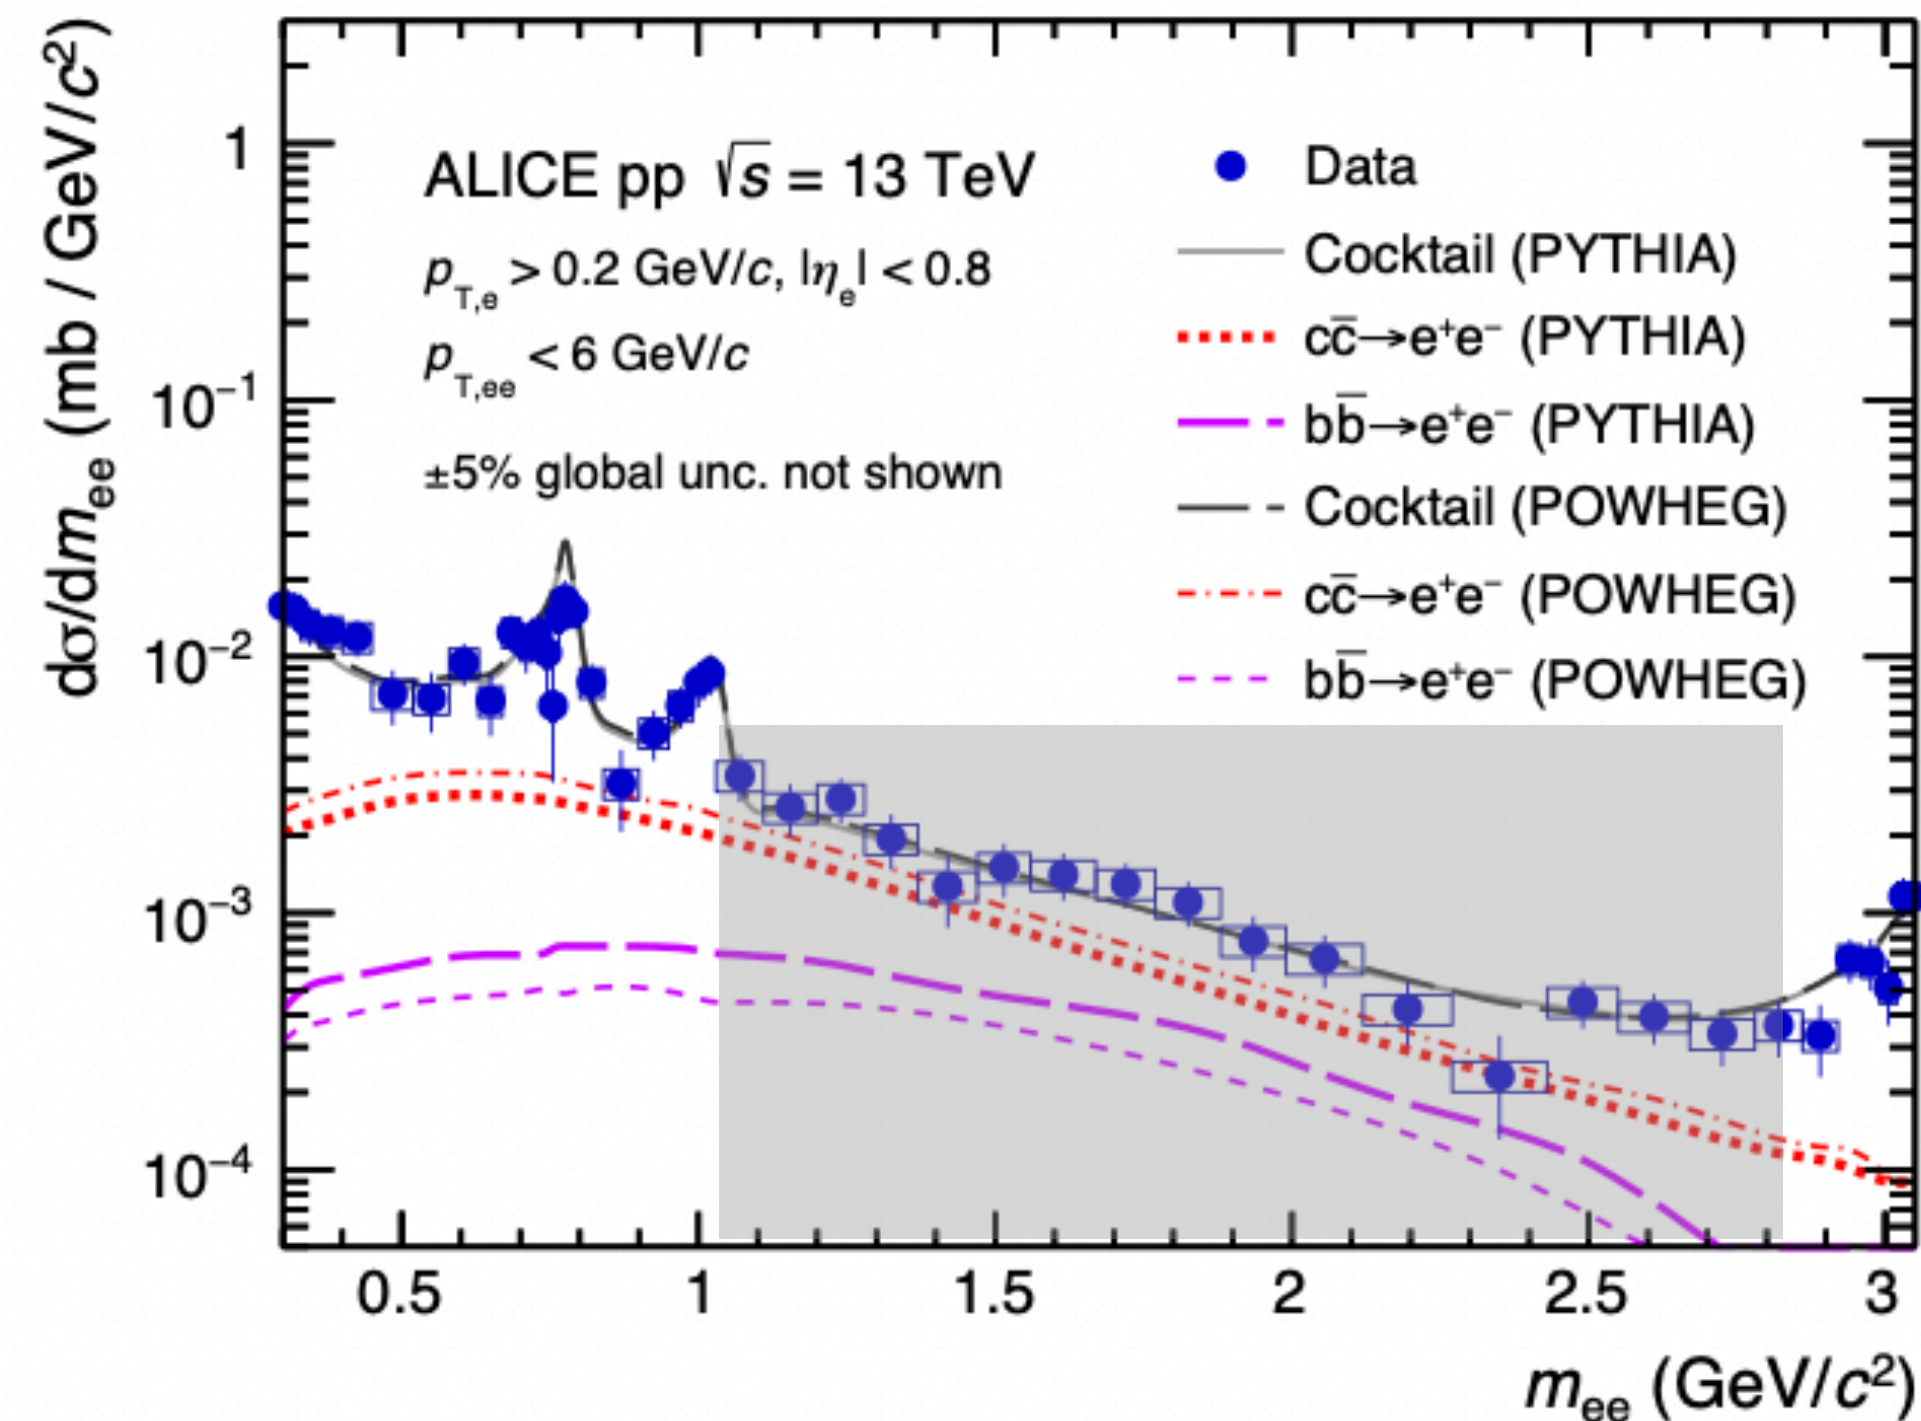 dσ/dm_ee (mb / GeV/c²)
1
10⁻¹
10⁻²
10⁻³
10⁻⁴
ALICE pp √s = 13 TeV
p_T,e > 0.2 GeV/c, |η_e| < 0.8
p_T,ee < 6 GeV/c
±5% global unc. not shown
Data
Cocktail (PYTHIA)
cc̅→e⁺e⁻ (PYTHIA)
bb̅→e⁺e⁻ (PYTHIA)
Cocktail (POWHEG)
cc̅→e⁺e⁻ (POWHEG)
bb̅→e⁺e⁻ (POWHEG)
0.5 1 1.5 2 2.5 3
m_ee (GeV/c²)